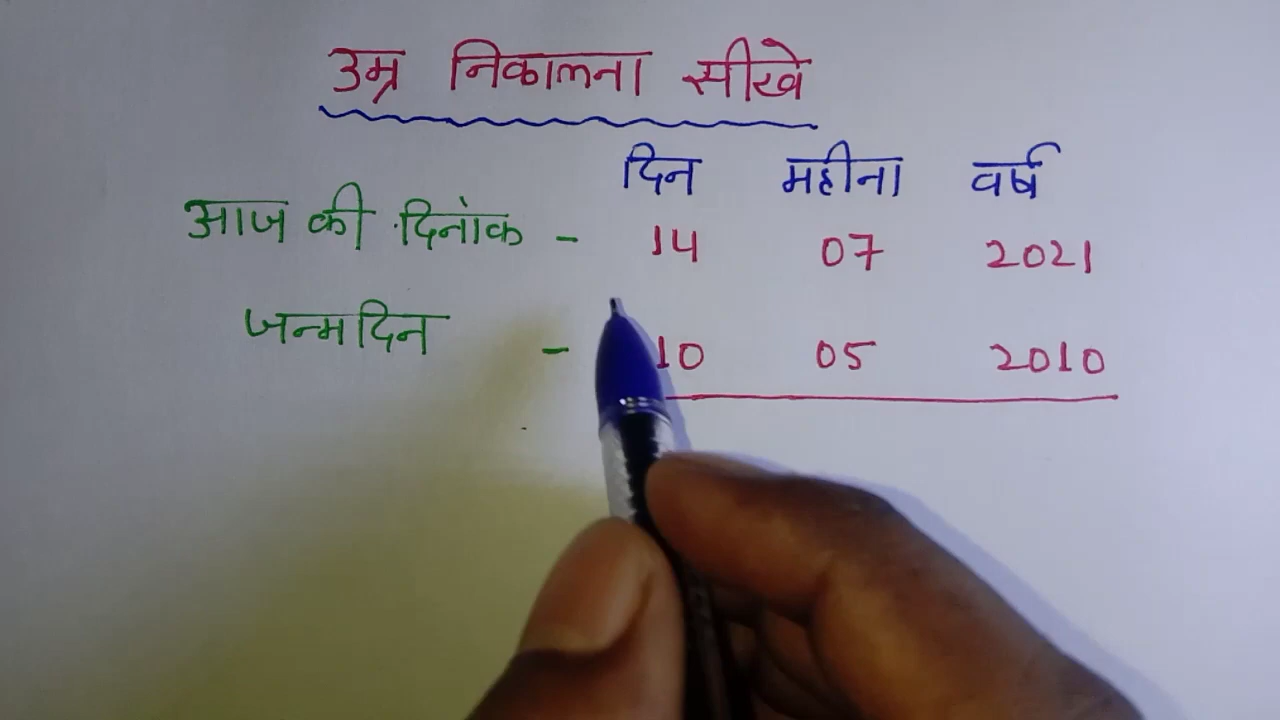 उम्र निकालना सीखे
दिन महीना वर्ष
आज की दिनांक - 14 07 2021
जन्मदिन - 10 05 2010